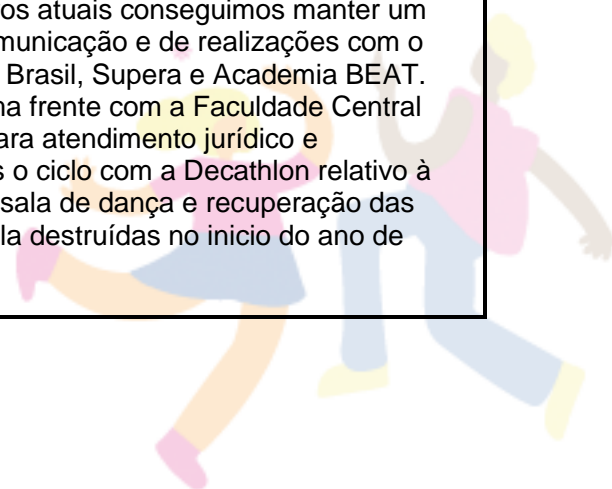 os atuais conseguimos manter um
municação e de realizações com o
Brasil, Supera e Academia BEAT.
na frente com a Faculdade Central
ara atendimento jurídico e
s o ciclo com a Decathlon relativo à
sala de dança e recuperação das
la destruídas no inicio do ano de